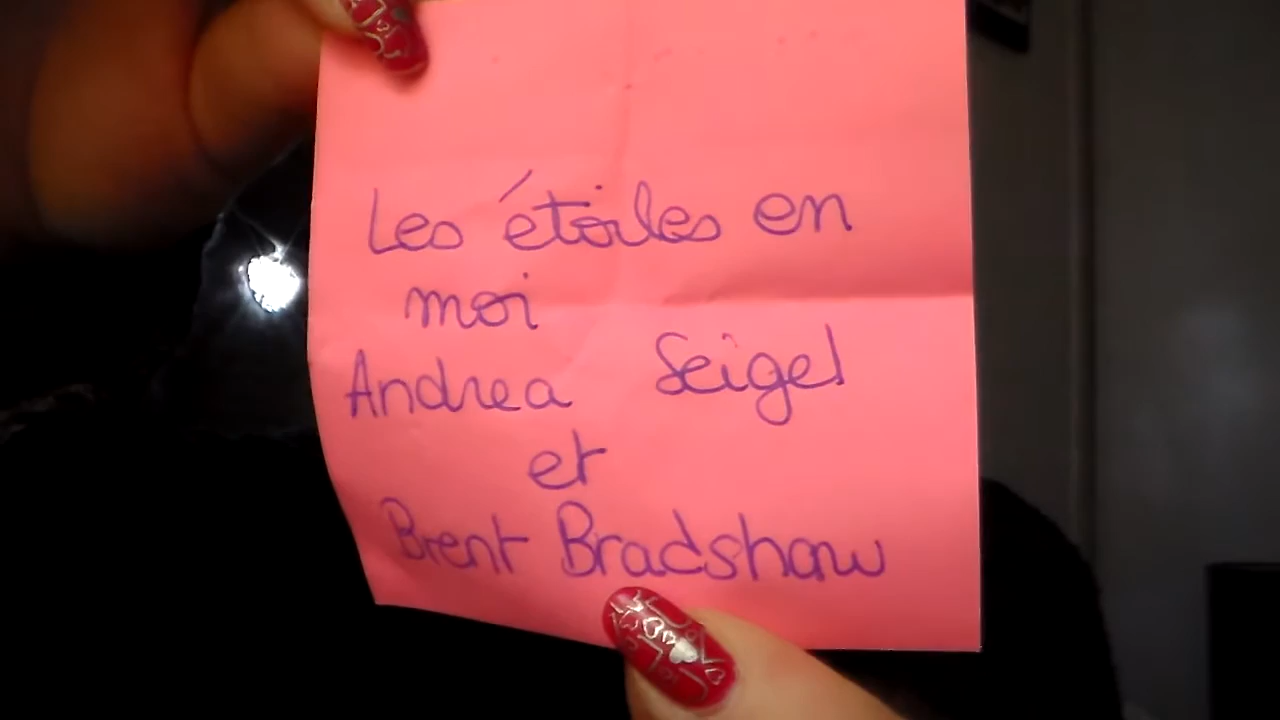 Les étoiles en
moi
Andrea Seigel
et
Brent Bradshaw